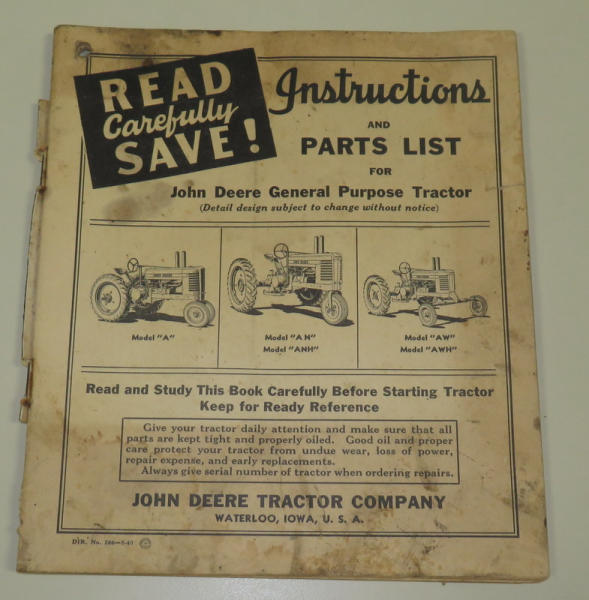 READ
Carefully
SAVE!
Instructions
AND
PARTS LIST
FOR
John Deere General Purpose Tractor
(Detail design subject to change without notice)
Model "A"
Model "AN"
Model "ANH"
Model "AW"
Model "AWH"
Read and Study This Book Carefully Before Starting Tractor
Keep for Ready Reference
Give your tractor daily attention and make sure that all
parts are kept tight and properly oiled. Good oil and proper
care protect your tractor from undue wear, loss of power,
repair expense, and early replacements.
Always give serial number of tractor when ordering repairs.
JOHN DEERE TRACTOR COMPANY
WATERLOO, IOWA, U. S. A.
DIR. No.